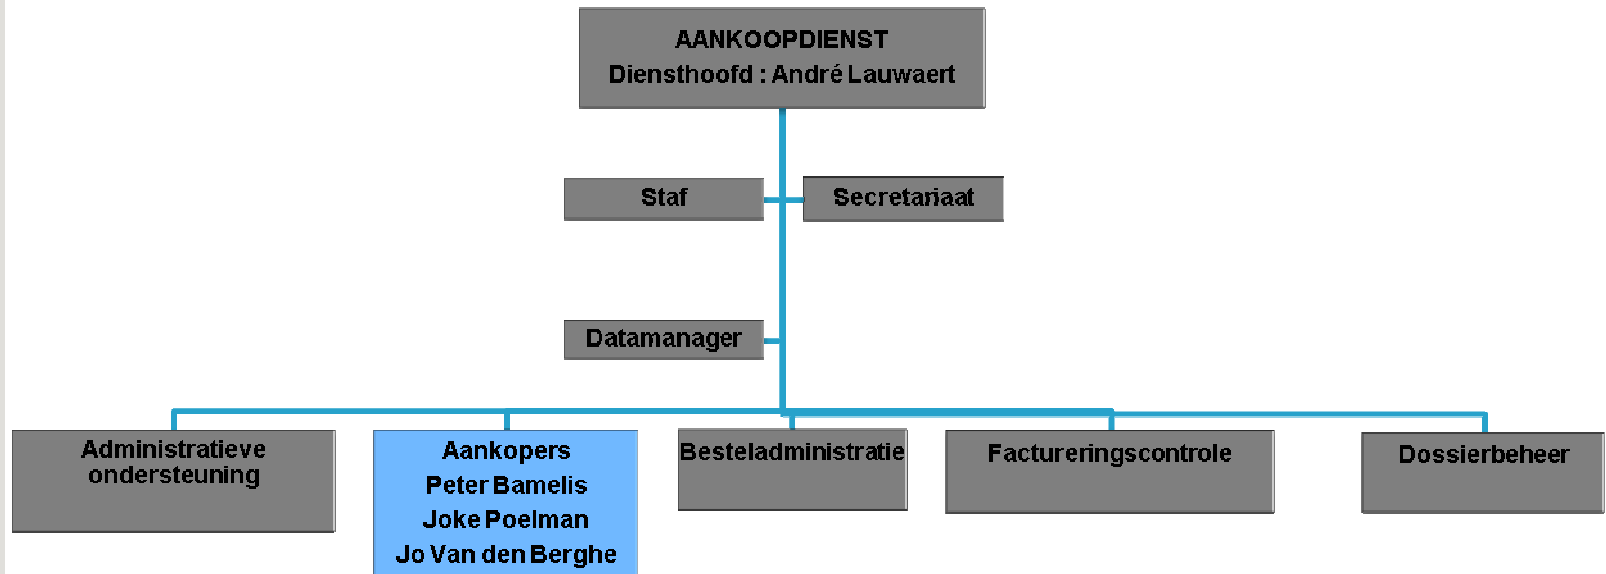 AANKOOPDIENST
Diensthoofd : André Lauwaert
Staf
Secretariaat
Datamanager
Administratieve
ondersteuning
Aankopers
Peter Bamelis
Joke Poelman
Jo Van den Berghe
Besteladministratie
Factureringscontrole
Dossierbeheer